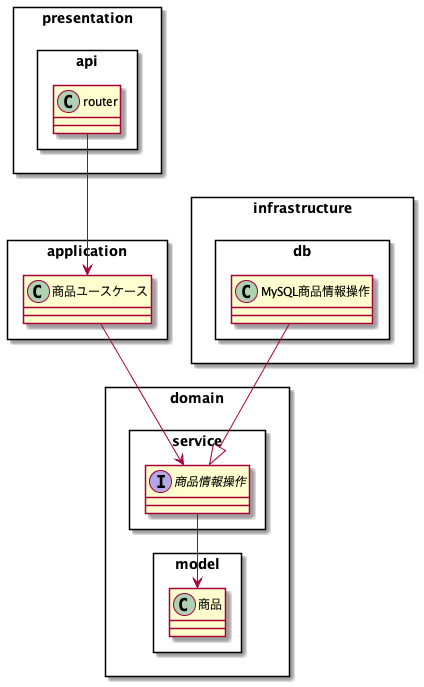 presentation
api
C router
infrastructure
application
db
C 商品ユースケース
C MySQL商品情報操作
domain
service
I 商品情報操作
model
C 商品